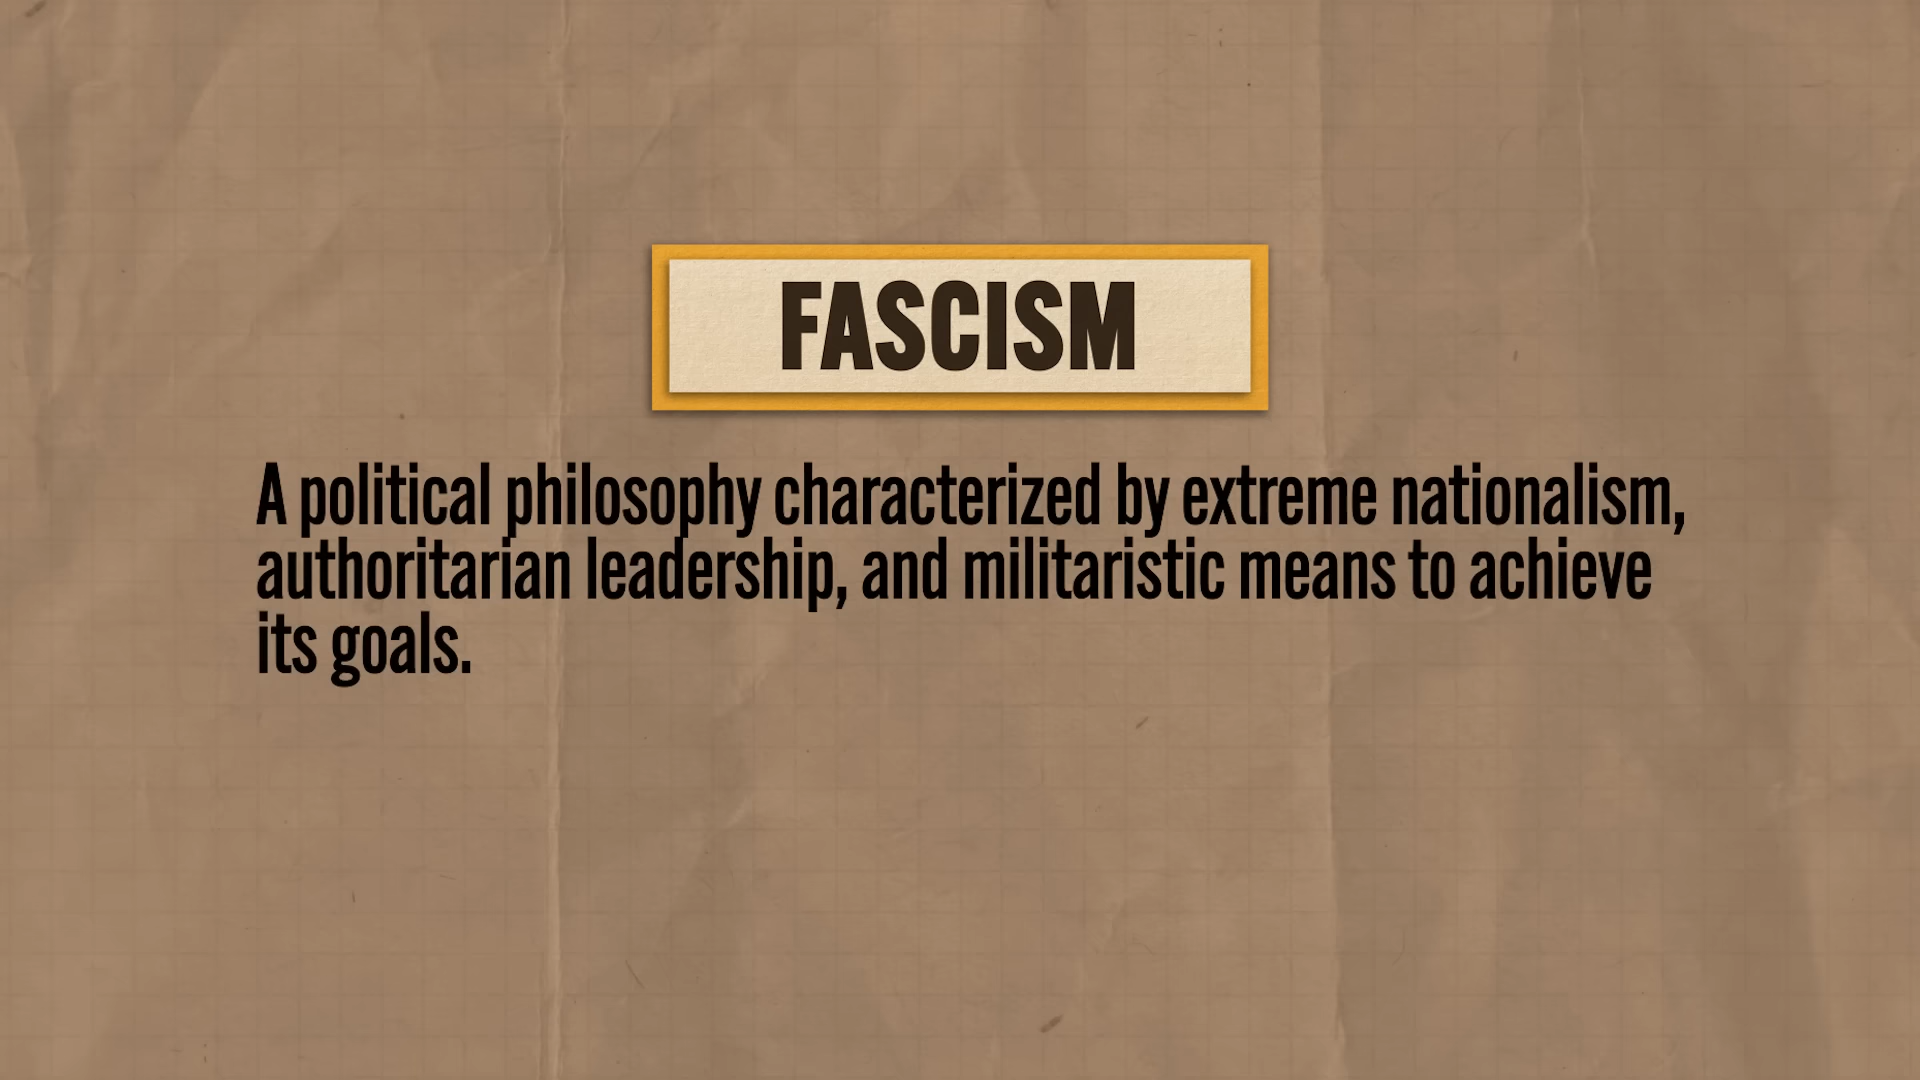 FASCISM
A political philosophy characterized by extreme nationalism,
authoritarian leadership, and militaristic means to achieve
its goals.